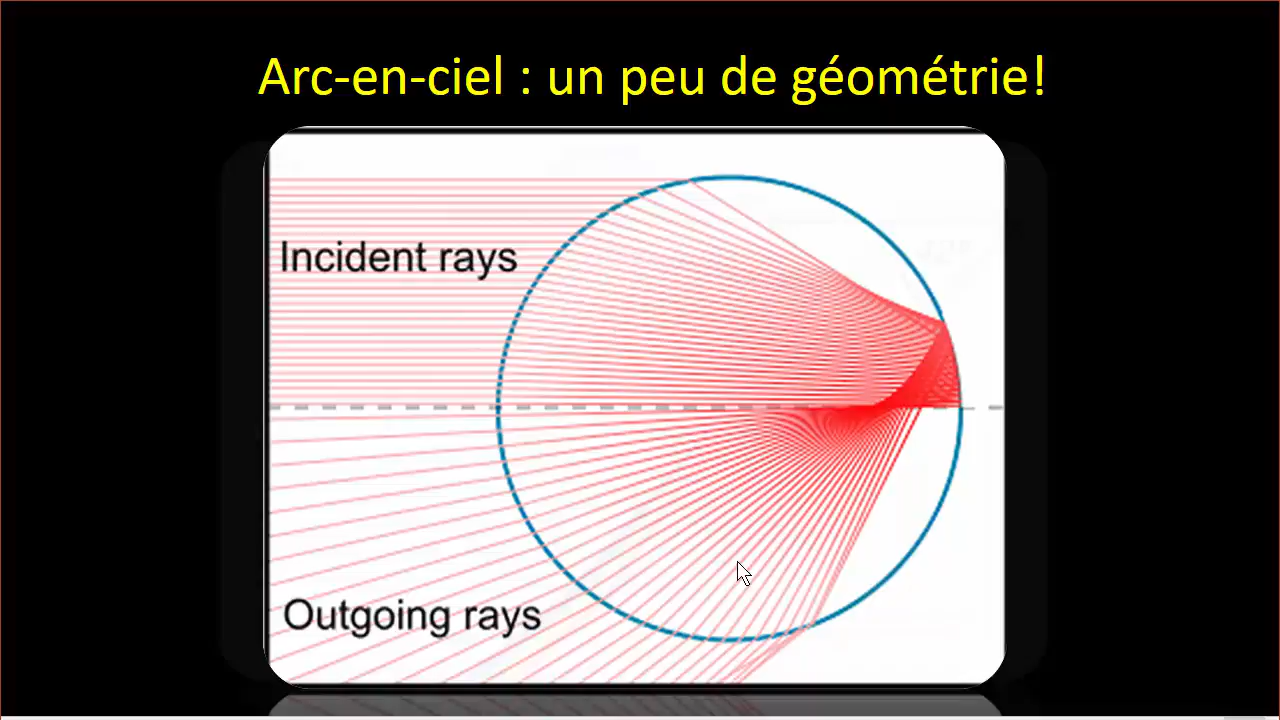 Arc-en-ciel : un peu de géométrie!
Incident rays
Outgoing rays